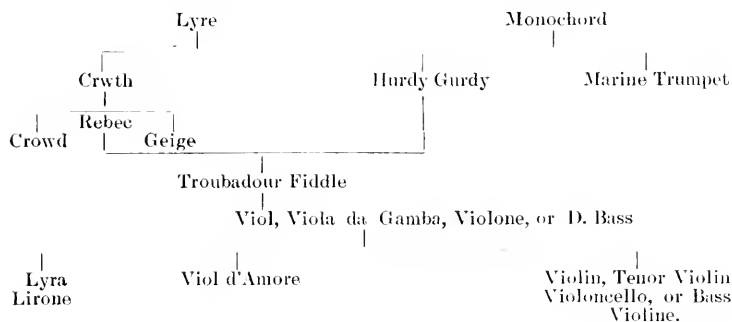 Lyre Monochord
Crwth Hurdy Gurdy Marine Trumpet
Rebec
Crowd Geige
Troubadour Fiddle
Viol, Viola da Gamba, Violone, or D. Bass
Lyra Viol d'Amore Violin, Tenor Violin
Lirone Violoncello, or Bass
Violine.